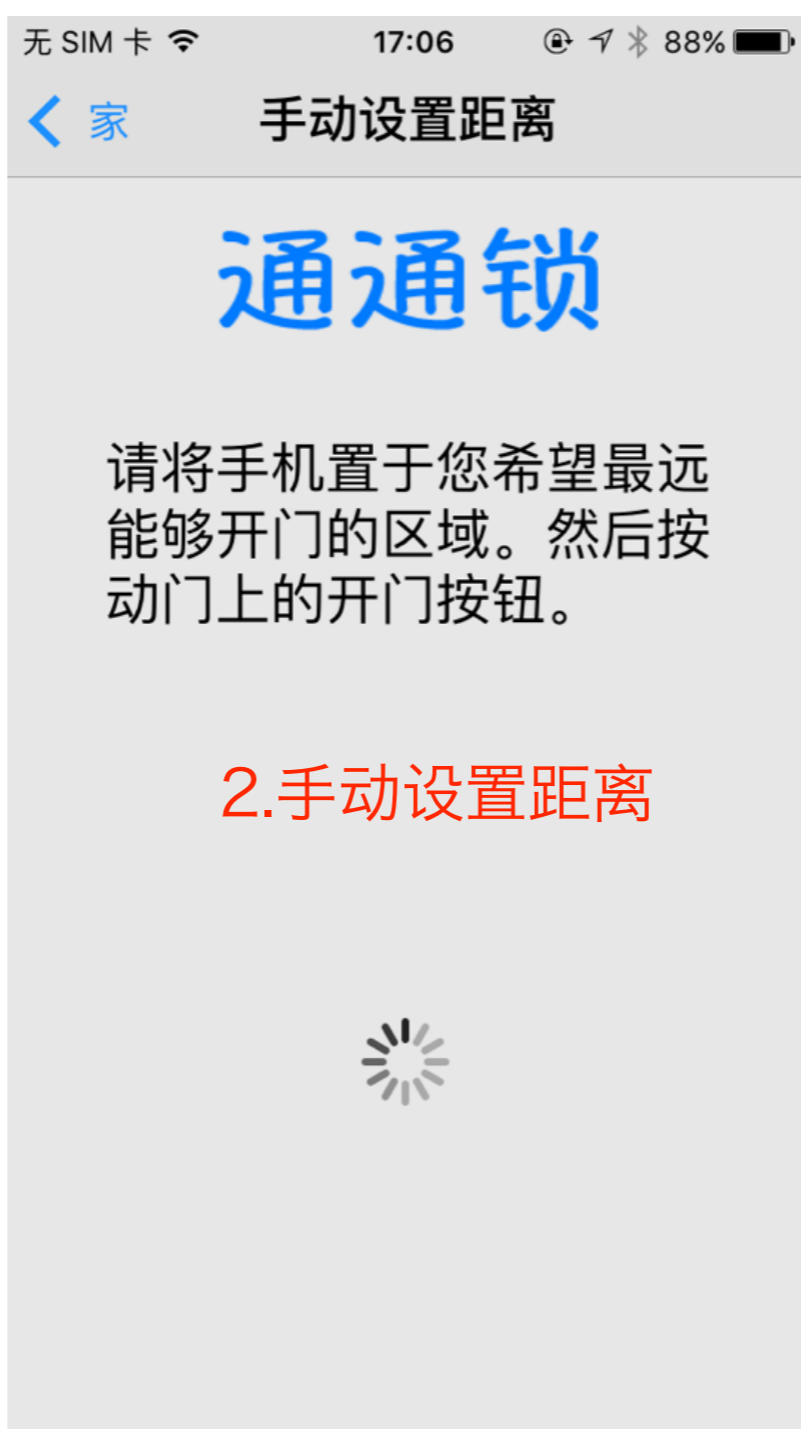 无 SIM 卡 17:06 88%
家 手动设置距离
通通锁
请将手机置于您希望最远
能够开门的区域。然后按
动门上的开门按钮。
2.手动设置距离